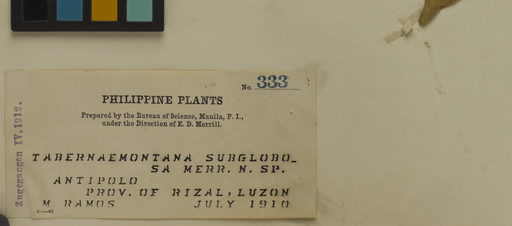 No. 333
PHILIPPINE PLANTS
Prepared by the Bureau of Science, Manila, P. I.,
under the Direction of E. D. Merrill.
TABERNAEMONTANA SUBGLOBO_
SA MERR. N. SP.
ANTIPOLO
PROV. OF RIZAL, LUZON
M RAMOS JULY 1910
Zugegangen IV. 1912.